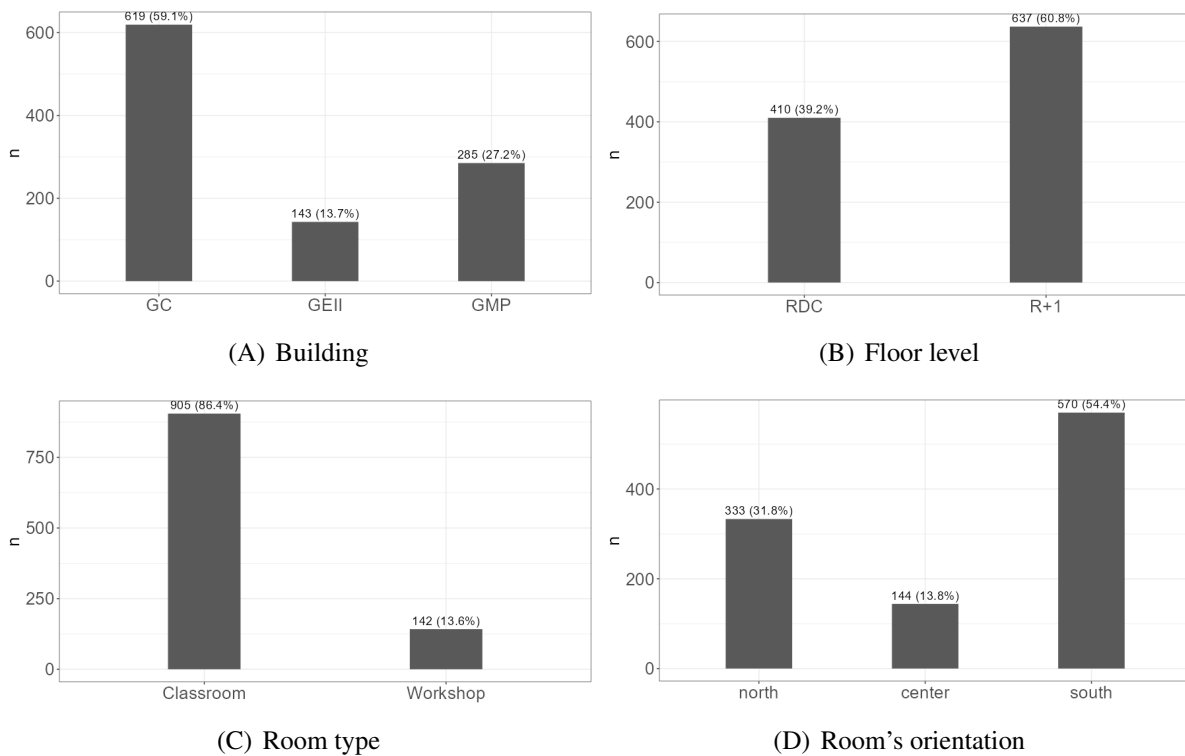 619 (59.1%)
600
400
n
285 (27.2%)
200
143 (13.7%)
0
GC GEII GMP
(A) Building
637 (60.8%)
600
410 (39.2%)
400
n
200
0
RDC R+1
(B) Floor level
905 (86.4%)
750
n
500
250
142 (13.6%)
0
Classroom Workshop
(C) Room type
570 (54.4%)
400
333 (31.8%)
n
200
144 (13.8%)
0
north center south
(D) Room's orientation